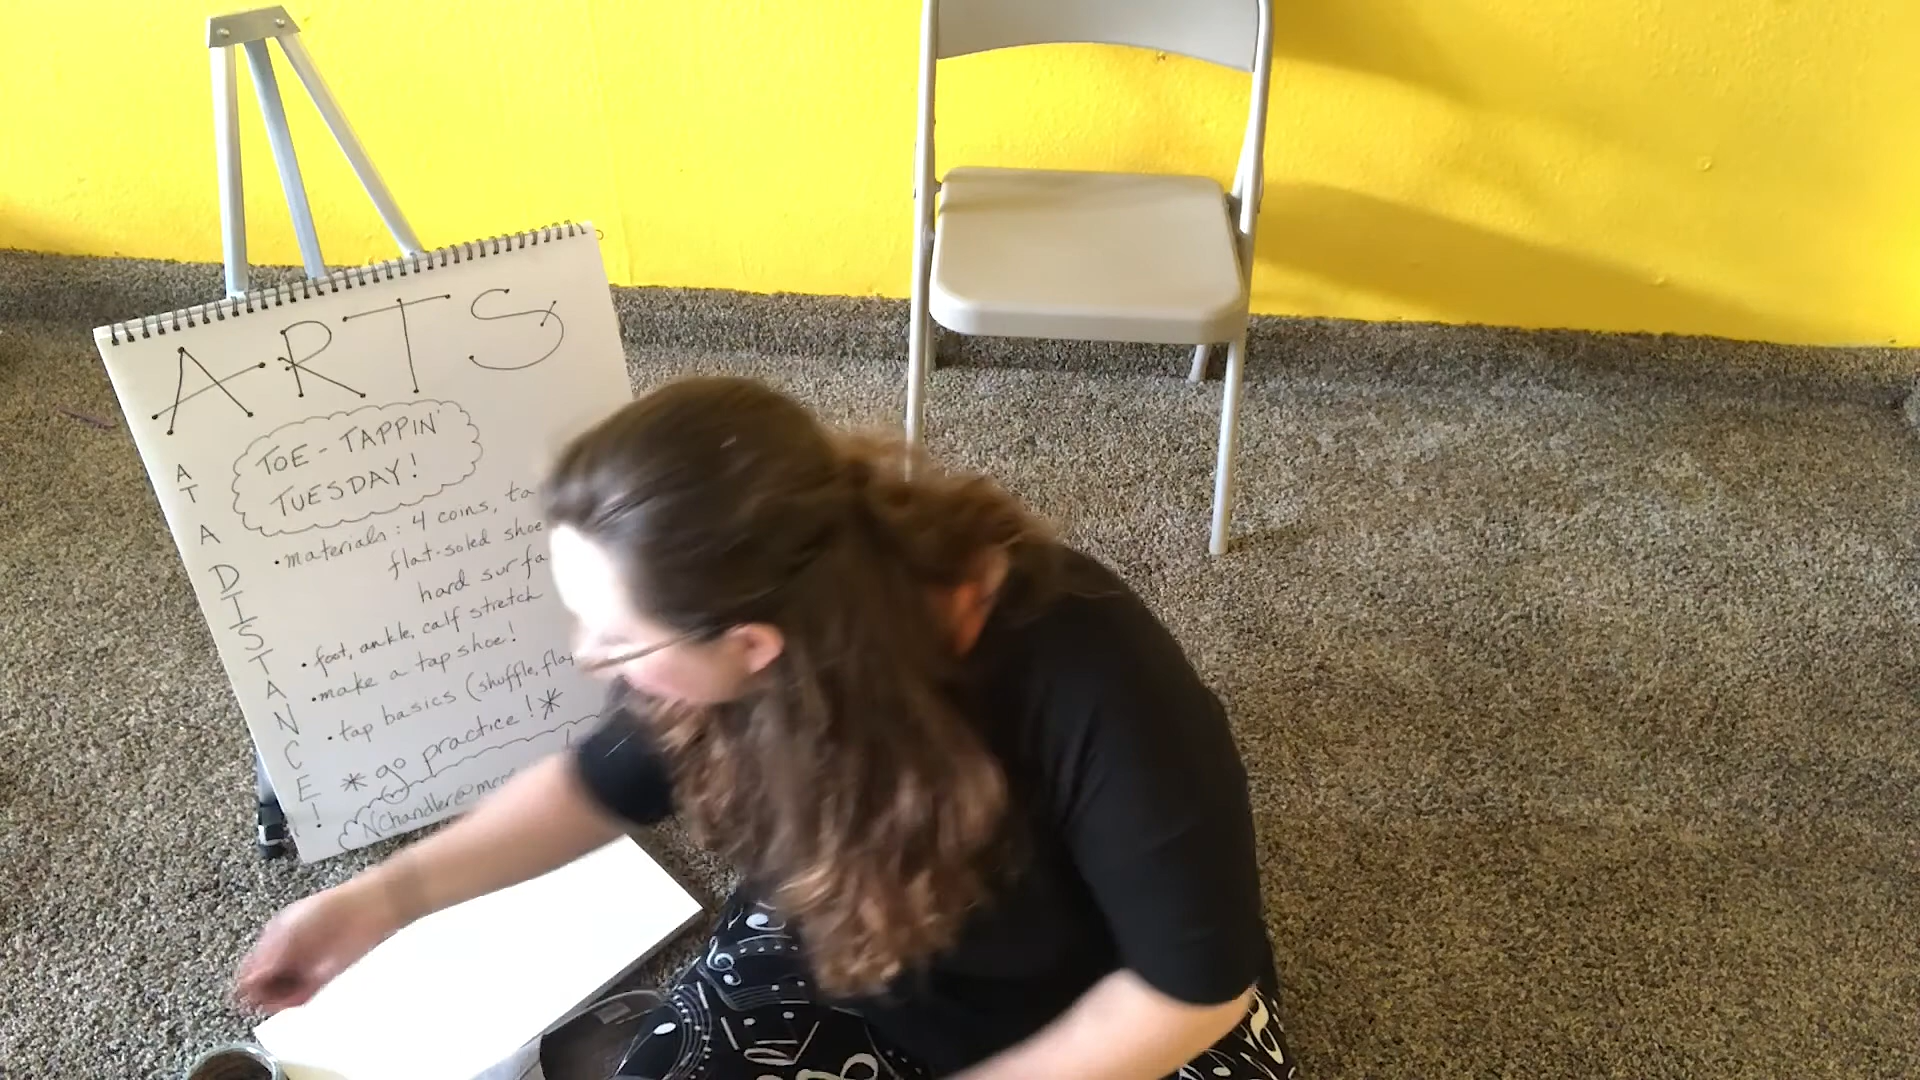 ARTS
AT A DISTANCE!
TOE-TAPPIN'
TUESDAY!
• materials: 4 coins,
flat-soled
hard
• foot, ankle, calf stretch
• make a tap shoe!
• tap basics (shuffle,
* go practice! *